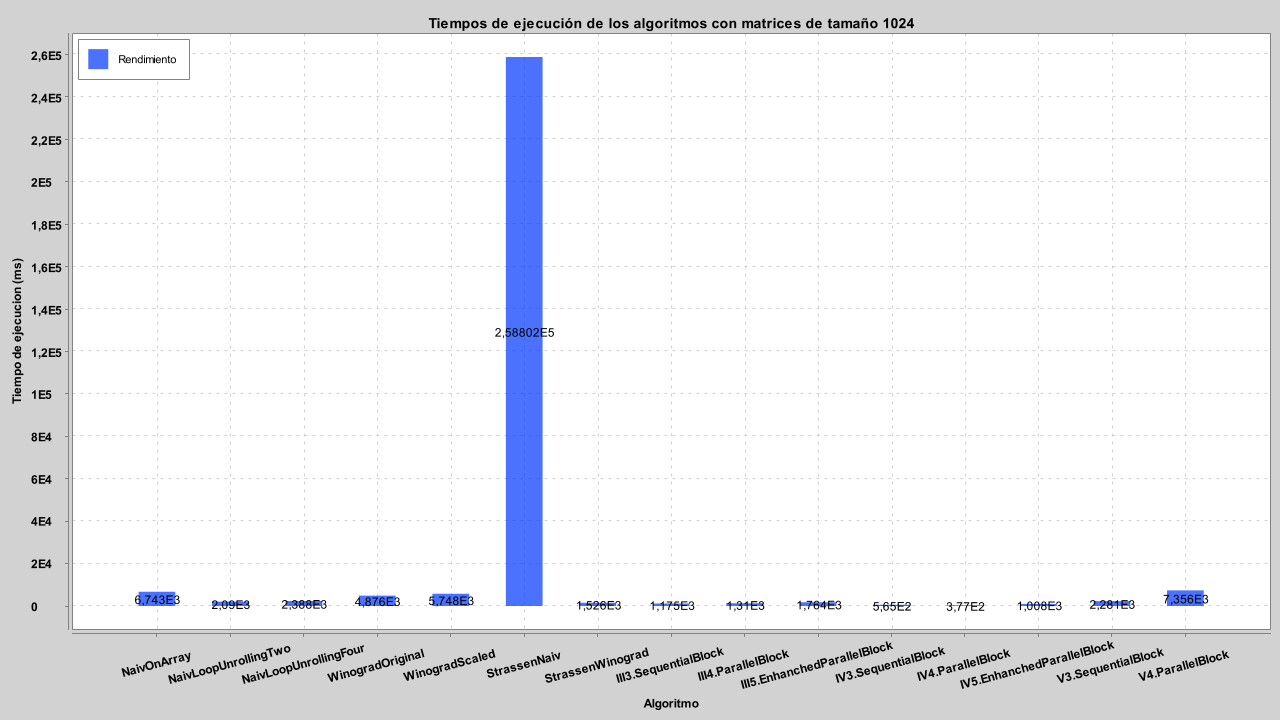 Tiempos de ejecución de los algoritmos con matrices de tamaño 1024
Rendimiento
Tiempo de ejecucion (ms)
2,6E5
2,4E5
2,2E5
2E5
1,8E5
1,6E5
1,4E5
1,2E5
1E5
8E4
6E4
4E4
2E4
0
6,743E3
2,09E3
2,388E3
4,876E3
5,748E3
2,58802E5
1,526E3
1,175E3
1,31E3
1,764E3
5,65E2
3,77E2
1,008E3
2,281E3
7,356E3
NaivOnArray
NaivLoopUnrollingTwo
NaivLoopUnrollingFour
WinogradOriginal
WinogradScaled
StrassenNaiv
StrassenWinograd
III3.SequentialBlock
III4.ParallelBlock
III5.EnhanchedParallelBlock
IV3.SequentialBlock
IV4.ParallelBlock
IV5.EnhanchedParallelBlock
V3.SequentialBlock
V4.ParallelBlock
Algoritmo